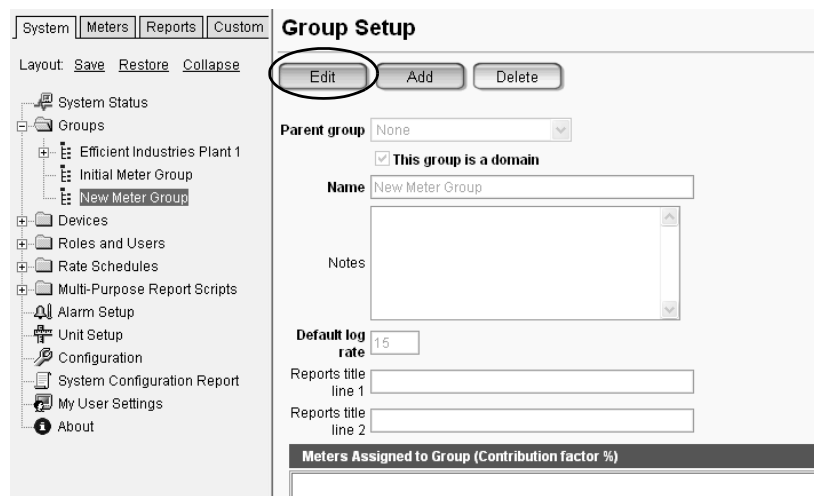 System Meters Reports Custom
Layout: Save Restore Collapse
System Status
Groups
Efficient Industries Plant 1
Initial Meter Group
New Meter Group
Devices
Roles and Users
Rate Schedules
Multi-Purpose Report Scripts
Alarm Setup
Unit Setup
Configuration
System Configuration Report
My User Settings
About
Group Setup
Edit Add Delete
Parent group None
This group is a domain
Name New Meter Group
Notes
Default log
rate 15
Reports title
line 1
Reports title
line 2
Meters Assigned to Group (Contribution factor %)